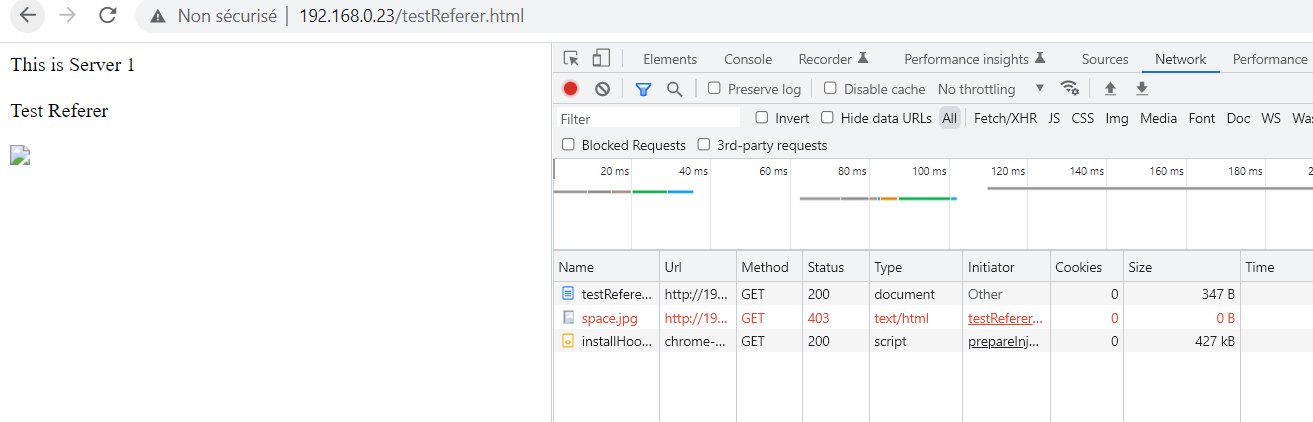 Non sécurisé | 192.168.0.23/testReferer.html
This is Server 1
Test Referer
Elements Console Recorder Performance insights Sources Network Performance
Preserve log Disable cache No throttling
Filter Invert Hide data URLs All Fetch/XHR JS CSS Img Media Font Doc WS Was
Blocked Requests 3rd-party requests
20 ms 40 ms 60 ms 80 ms 100 ms 120 ms 140 ms 160 ms 180 ms 2
Name Url Method Status Type Initiator Cookies Size Time
testRefere... http://19... GET 200 document Other 0 347 B
space.jpg http://19... GET 403 text/html testReferer... 0 0 B
installHoo... chrome-... GET 200 script prepareInj... 0 427 kB